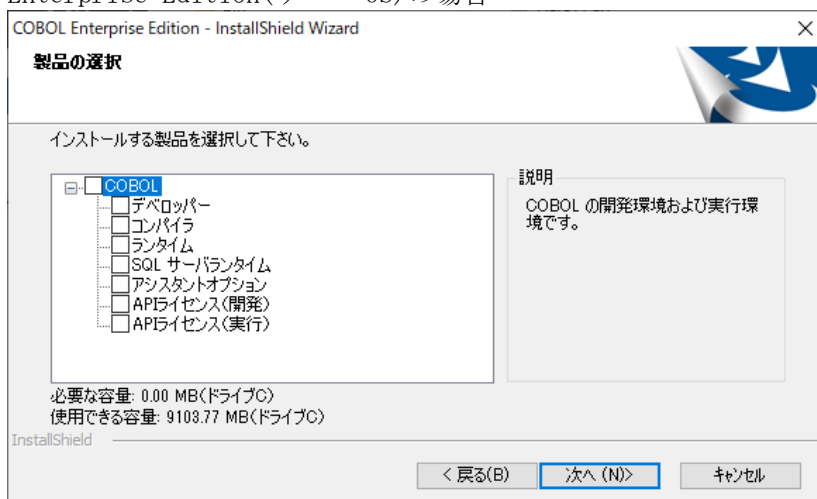 Enterprise Edition(
COBOL Enterprise Edition - InstallShield Wizard
製品の選択
インストールする製品を選択して下さい。
COBOL
デベロッパー
コンパイラ
ランタイム
SQL サーバランタイム
アシスタントオプション
APIライセンス(開発)
APIライセンス(実行)
説明
COBOL の開発環境および実行環
境です。
必要な容量: 0.00 MB(ドライブC)
使用できる容量: 9103.77 MB(ドライブC)
InstallShield
< 戻る(B)
次へ (N)>
キャンセル